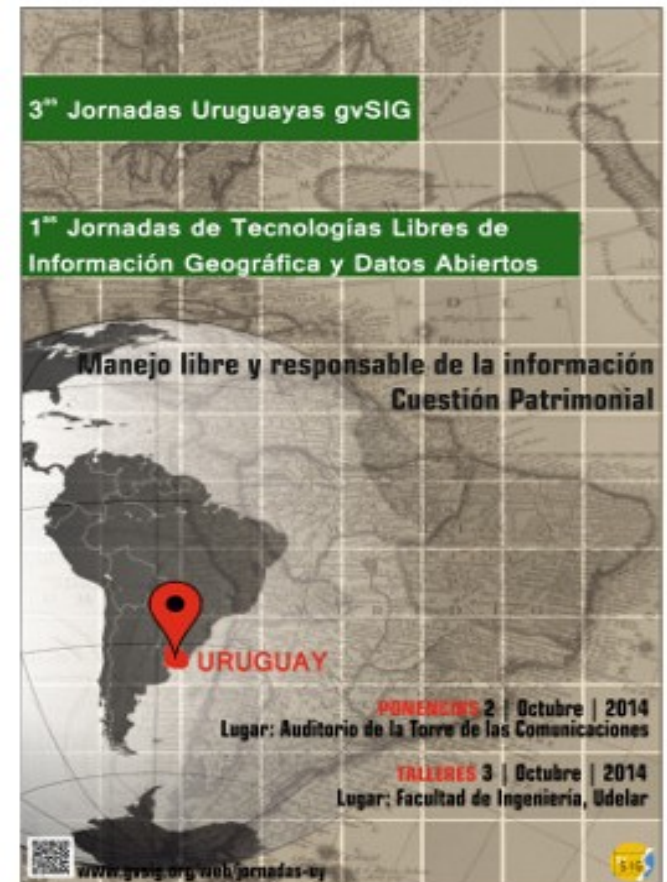 3as Jornadas Uruguayas gvSIG
1as Jornadas de Tecnologías Libres de
Información Geográfica y Datos Abiertos
Manejo libre y responsable de la información
Cuestión Patrimonial
URUGUAY
PONENCIAS 2 | Octubre | 2014
Lugar: Auditorio de la Torre de las Comunicaciones
TALLERES 3 | Octubre | 2014
Lugar: Facultad de Ingeniería, Udelar
www.gvsig.org/web/jornadas-uy
SIG